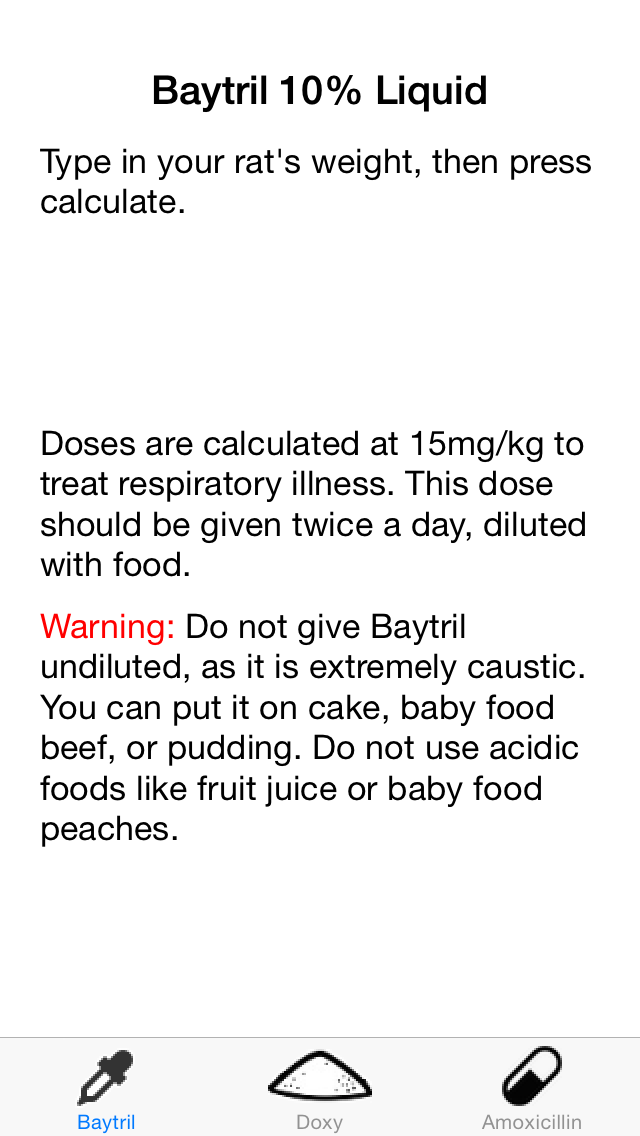 Baytril 10% Liquid
Type in your rat's weight, then press
calculate.
Doses are calculated at 15mg/kg to
treat respiratory illness. This dose
should be given twice a day, diluted
with food.
Warning: Do not give Baytril
undiluted, as it is extremely caustic.
You can put it on cake, baby food
beef, or pudding. Do not use acidic
foods like fruit juice or baby food
peaches.
Baytril Doxy Amoxicillin